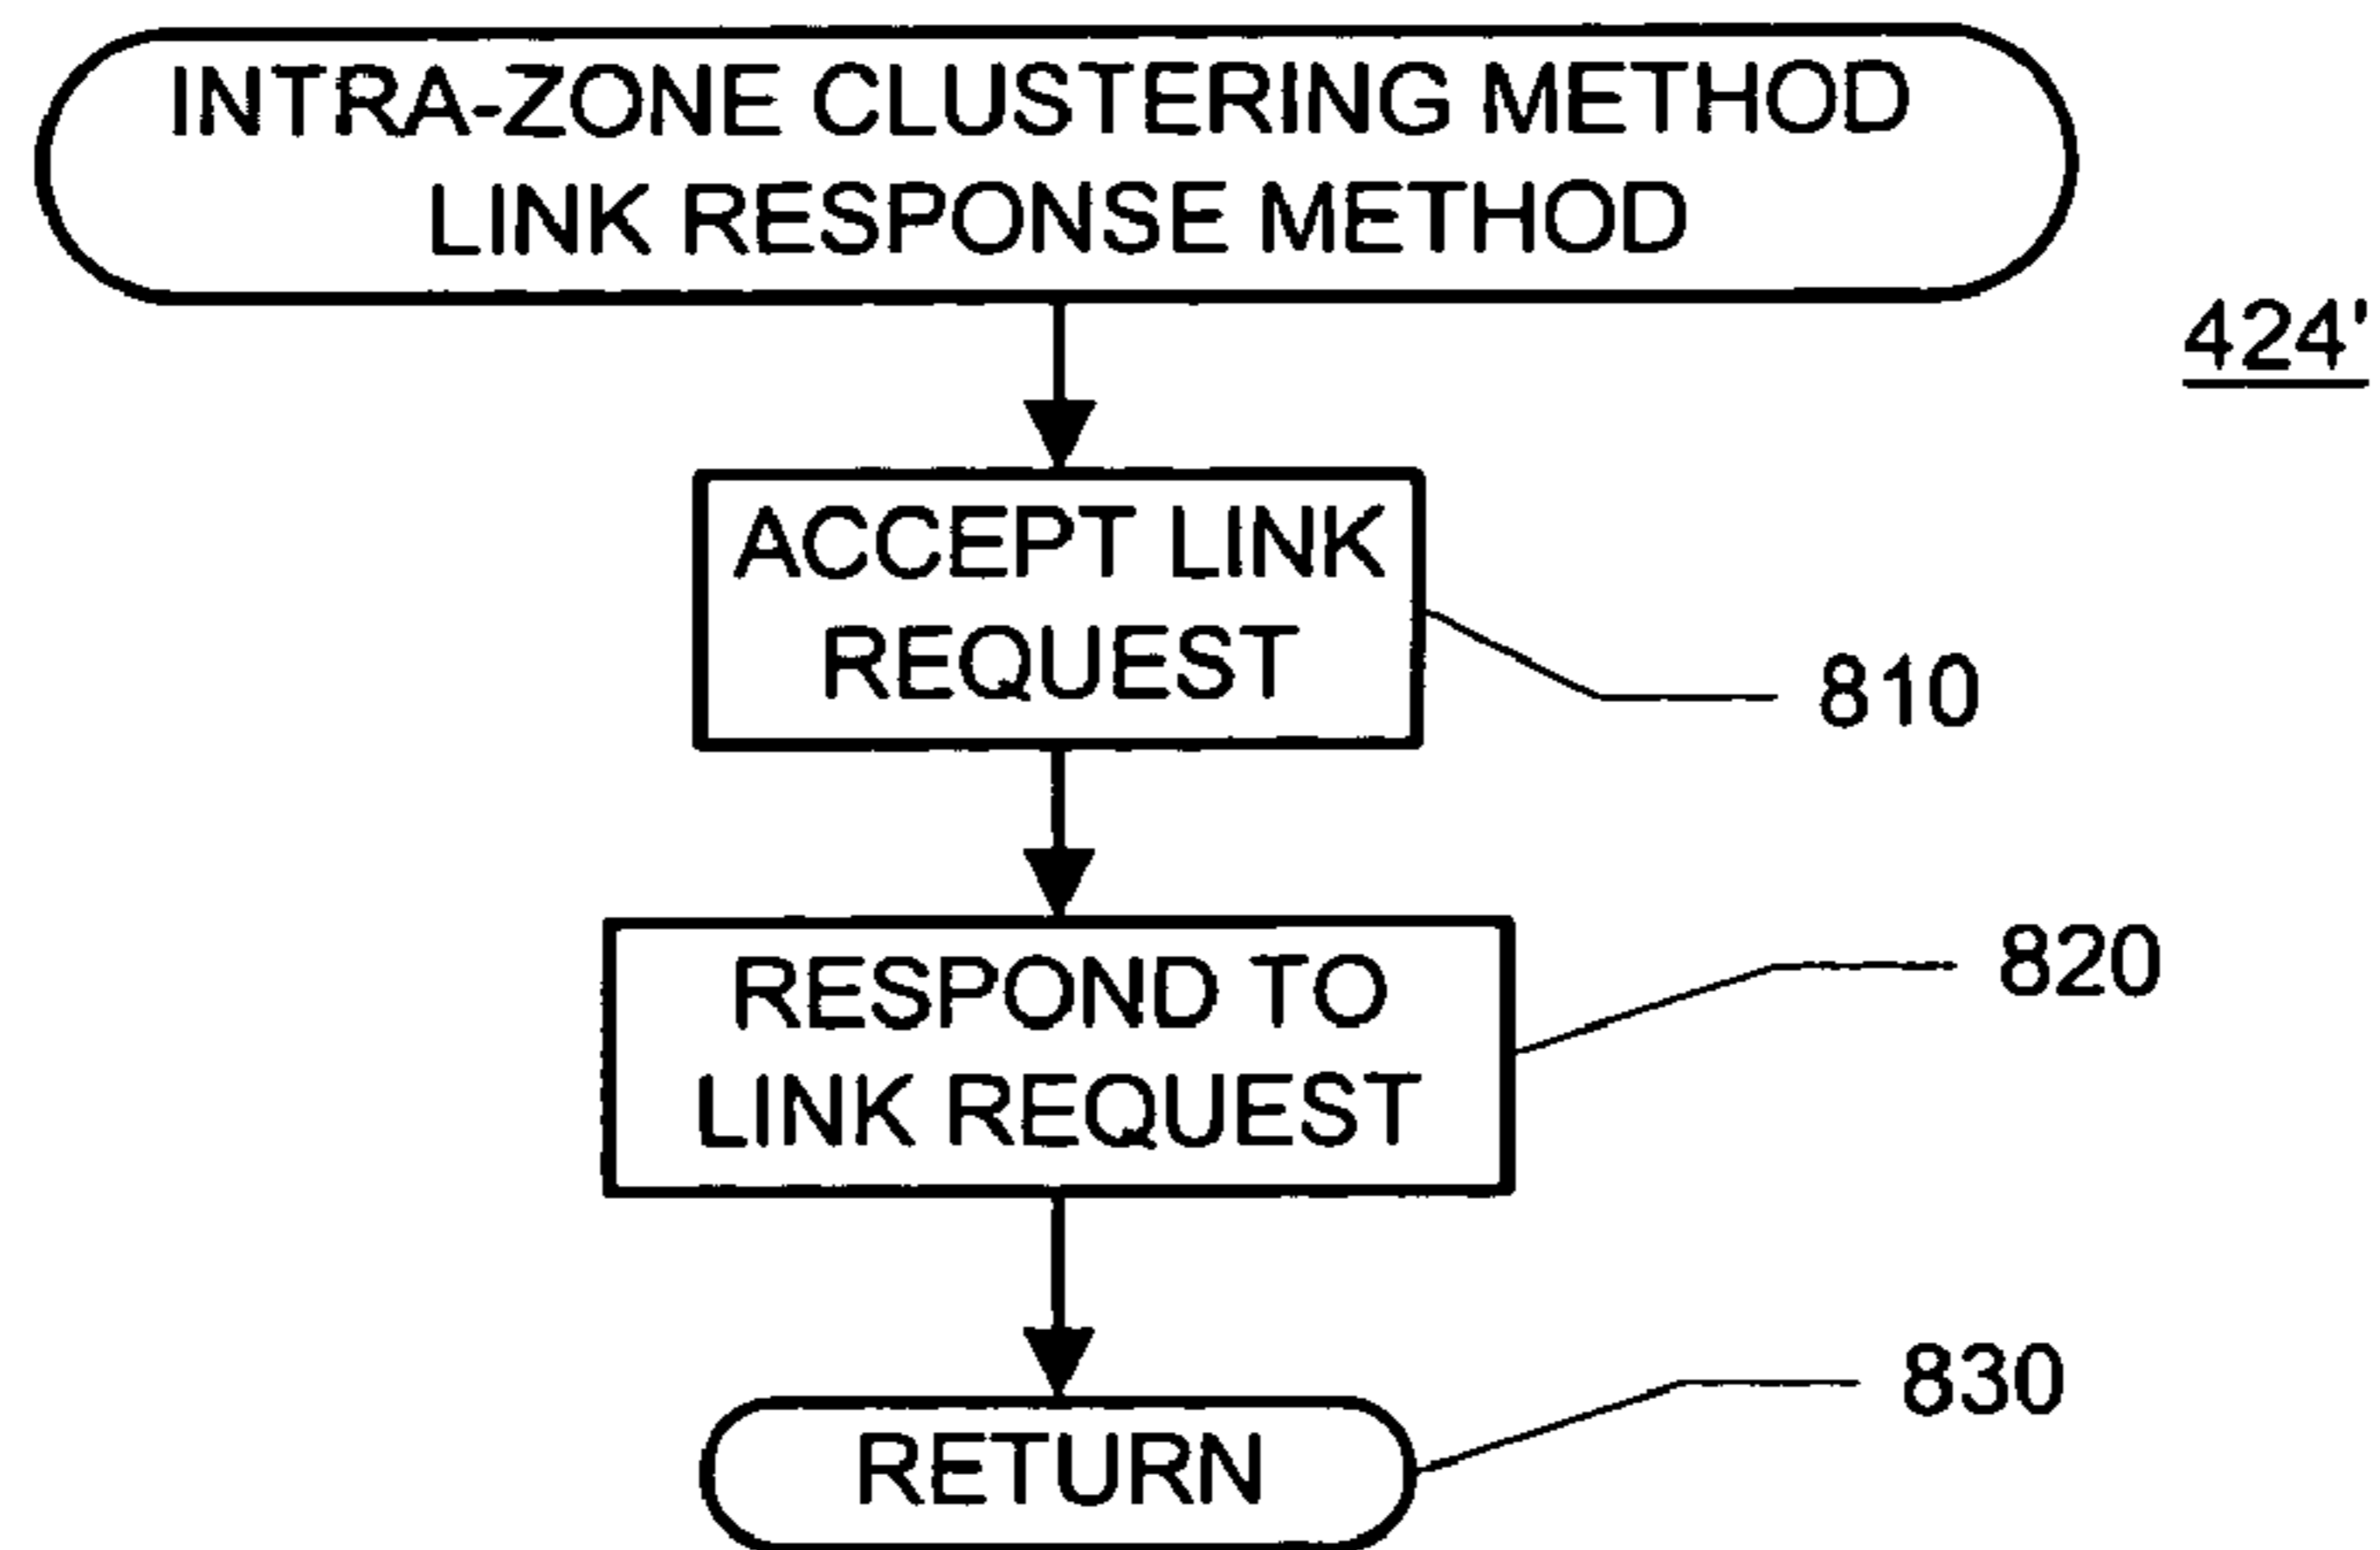 INTRA-ZONE CLUSTERING METHOD
LINK RESPONSE METHOD
424'
ACCEPT LINK
REQUEST
810
RESPOND TO
LINK REQUEST
820
RETURN
830